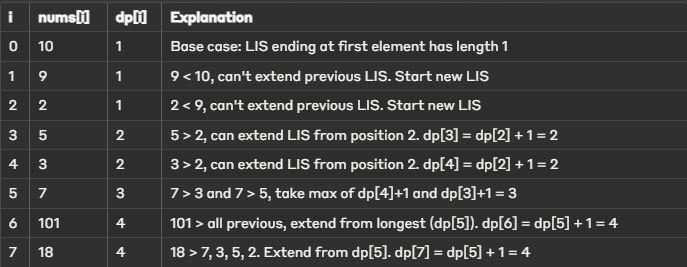 i nums[i] dp[i] Explanation
0 10 1 Base case: LIS ending at first element has length 1
1 9 1 9 < 10, can't extend previous LIS. Start new LIS
2 2 1 2 < 9, can't extend previous LIS. Start new LIS
3 5 2 5 > 2, can extend LIS from position 2. dp[3] = dp[2] + 1 = 2
4 3 2 3 > 2, can extend LIS from position 2. dp[4] = dp[2] + 1 = 2
5 7 3 7 > 3 and 7 > 5, take max of dp[4]+1 and dp[3]+1 = 3
6 101 4 101 > all previous, extend from longest (dp[5]). dp[6] = dp[5] + 1 = 4
7 18 4 18 > 7, 3, 5, 2. Extend from dp[5]. dp[7] = dp[5] + 1 = 4